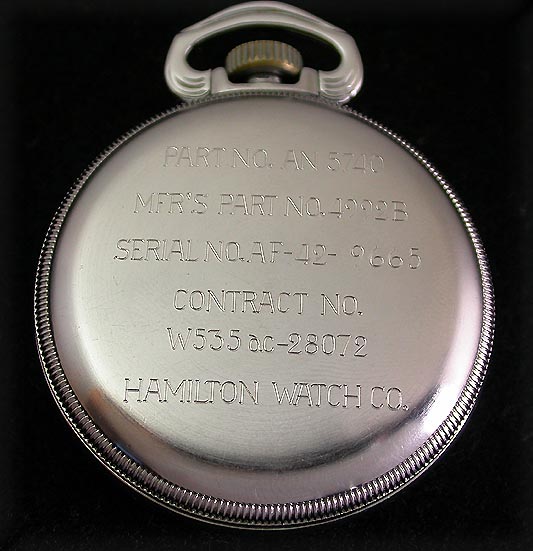 PART NO. AN 5740
MFR'S PART NO. 4992B
SERIAL NO. AF-42- 9665
CONTRACT NO.
W535 ac-28072
HAMILTON WATCH CO.